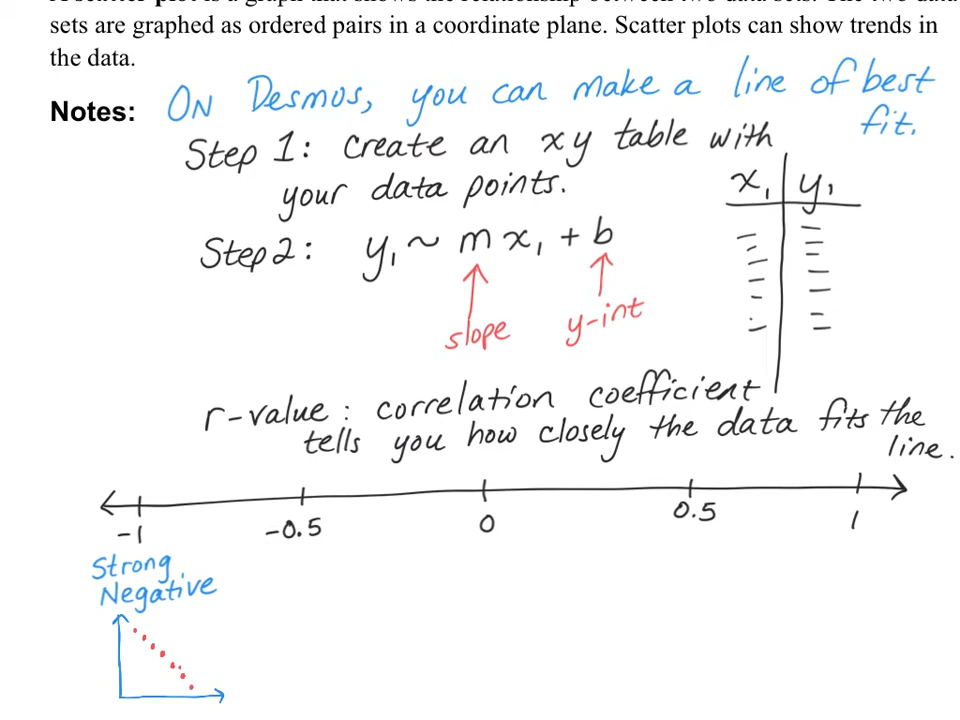 sets are graphed as ordered pairs in a coordinate plane. Scatter plots can show trends in
the data.
Notes: On Desmos, you can make a line of best
fit.
Step 1: Create an xy table with
your data points.
x₁ y₁
Step 2: y₁ ~ mx₁ + b
slope y-int
r-value: correlation coefficient
tells you how closely the data fits the
line.
-1 -0.5 0 0.5 1
Strong
Negative